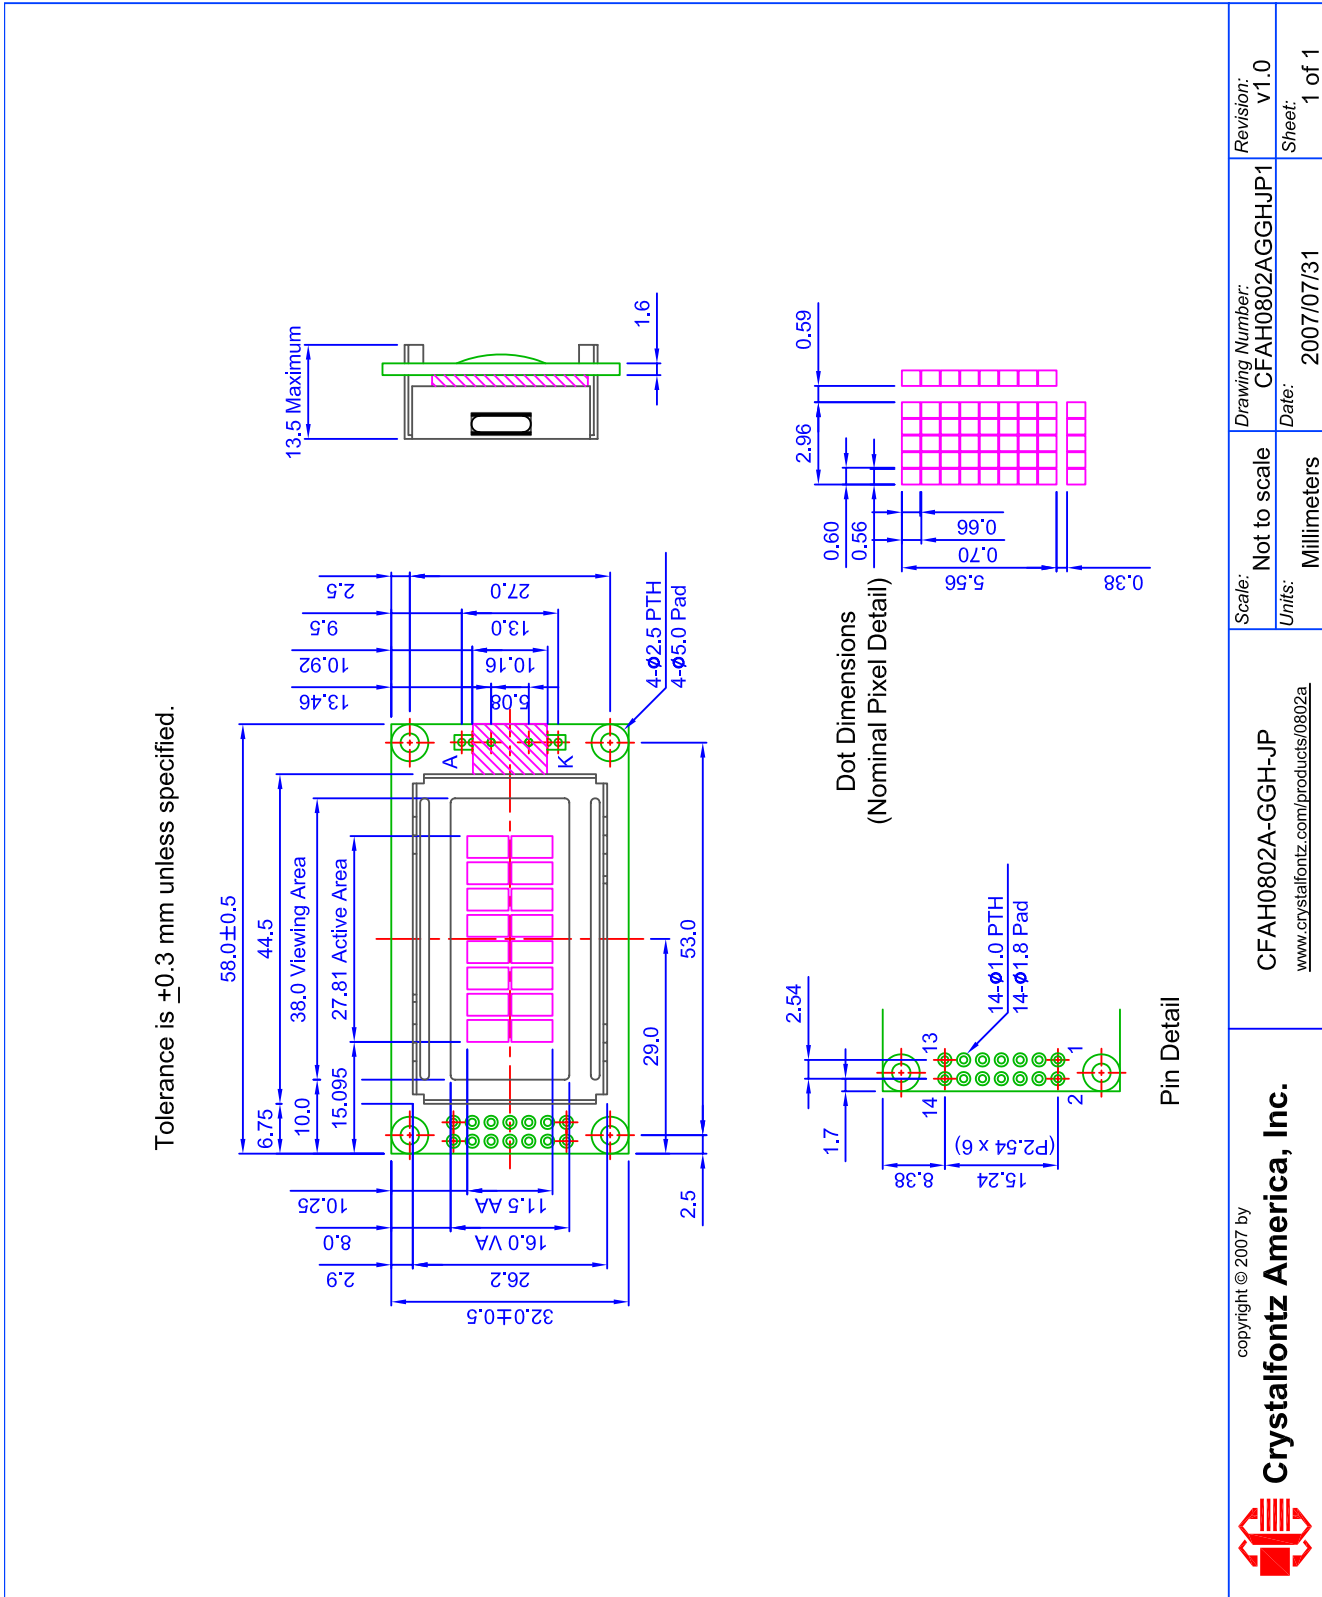 Tolerance is ±0.3 mm unless specified.
58.0±0.5
44.5
38.0 Viewing Area
27.81 Active Area
6.75
10.0
15.095
13.46
10.92
9.5
2.5
5.08
10.16
13.0
27.0
A
K
4-ø2.5 PTH
4-ø5.0 Pad
53.0
29.0
2.5
10.25
8.0
2.9
11.5 AA
16.0 VA
26.2
32.0±0.5
13.5 Maximum
1.6
Dot Dimensions
(Nominal Pixel Detail)
0.59
2.96
0.60
0.56
0.66
0.70
5.56
0.38
2.54
1.7
13
14
1
2
14-ø1.0 PTH
14-ø1.8 Pad
8.38
15.24
(P2.54 x 6)
Pin Detail
copyright © 2007 by
Crystalfontz America, Inc.
CFAH0802A-GGH-JP
www.crystalfontz.com/products/0802a
Scale:
Not to scale
Units:
Millimeters
Drawing Number:
CFAH0802AGGHJP1
Date:
2007/07/31
Revision:
v1.0
Sheet:
1 of 1